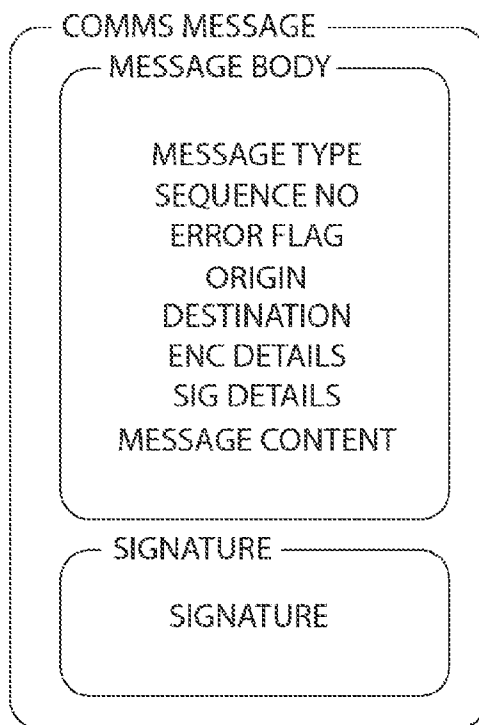 COMMS MESSAGE
MESSAGE BODY
MESSAGE TYPE
SEQUENCE NO
ERROR FLAG
ORIGIN
DESTINATION
ENC DETAILS
SIG DETAILS
MESSAGE CONTENT
SIGNATURE
SIGNATURE